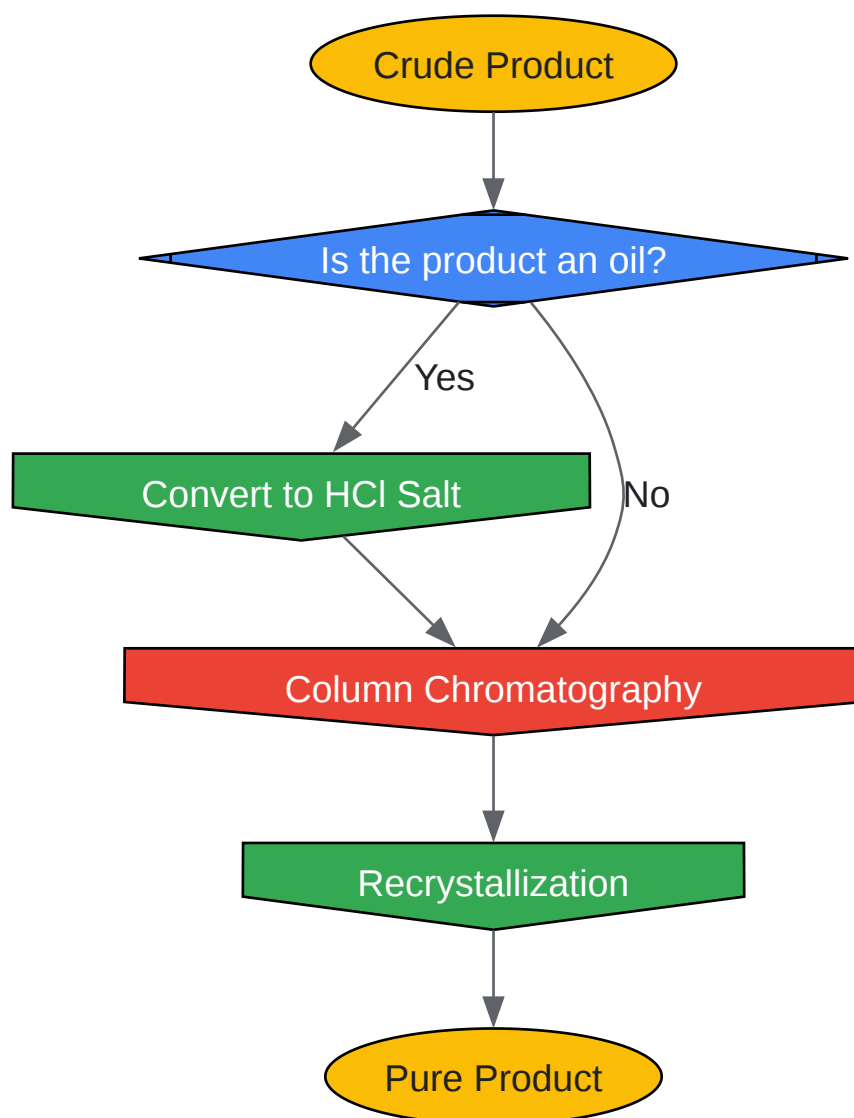 Crude Product
Is the product an oil?
Yes
Convert to HCl Salt
No
Column Chromatography
Recrystallization
Pure Product